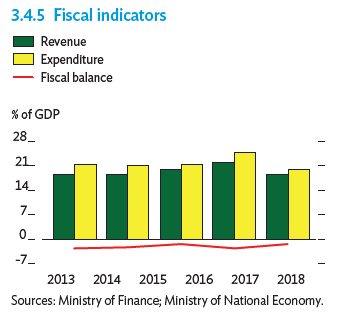 3.4.5 Fiscal indicators
Revenue
Expenditure
Fiscal balance
% of GDP
28
21
14
7
0
-7
2013 2014 2015 2016 2017 2018
Sources: Ministry of Finance; Ministry of National Economy.